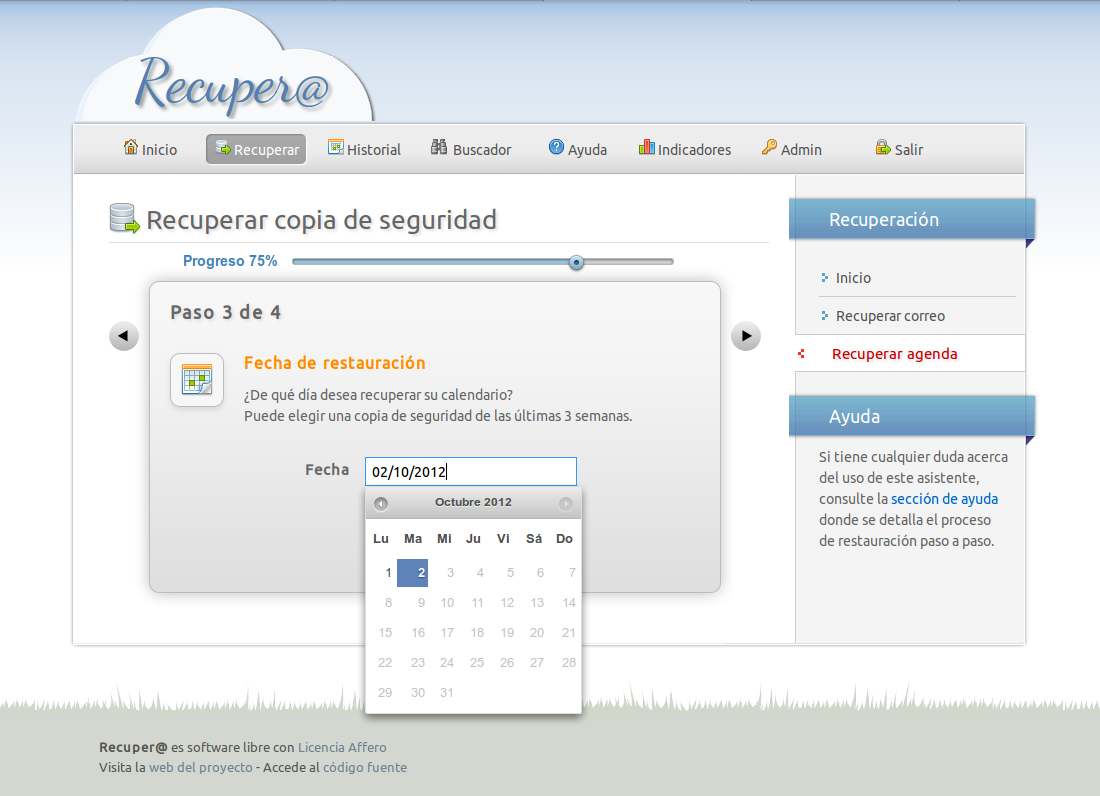 Recuper@
Inicio Recuperar Historial Buscador Ayuda Indicadores Admin Salir
Recuperar copia de seguridad
Progreso 75%
Paso 3 de 4
Fecha de restauración
¿De qué día desea recuperar su calendario?
Puede elegir una copia de seguridad de las últimas 3 semanas.
Fecha 02/10/2012
Octubre 2012
Lu Ma Mi Ju Vi Sá Do
1 2 3 4 5 6 7
8 9 10 11 12 13 14
15 16 17 18 19 20 21
22 23 24 25 26 27 28
29 30 31
Recuperación
Inicio
Recuperar correo
Recuperar agenda
Ayuda
Si tiene cualquier duda acerca
del uso de este asistente,
consulte la sección de ayuda
donde se detalla el proceso
de restauración paso a paso.
Recuper@ es software libre con Licencia Affero
Visita la web del proyecto - Accede al código fuente